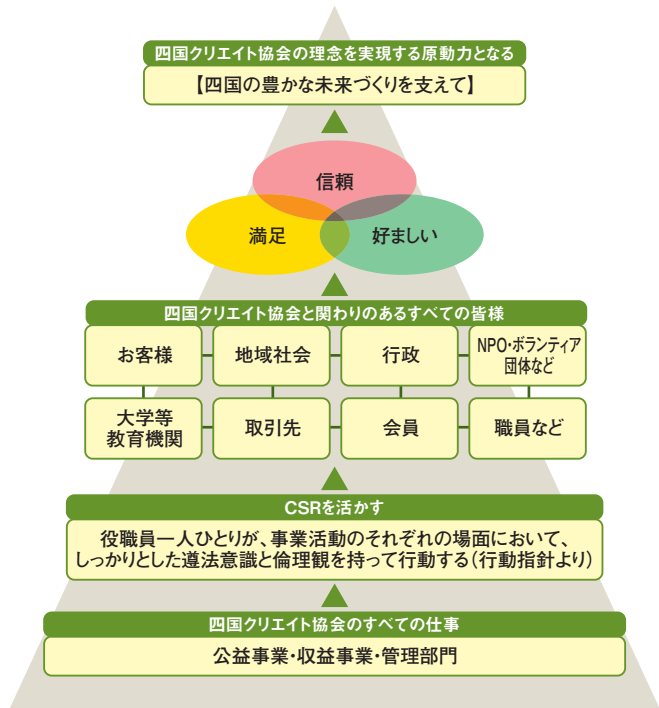 四国クリエイト協会の理念を実現する原動力となる
【四国の豊かな未来づくりを支えて】
信頼
満足
好ましい
四国クリエイト協会と関わりのあるすべての皆様
お客様
地域社会
行政
NPO・ボランティア
団体など
大学等
教育機関
取引先
会員
職員など
CSRを活かす
役職員一人ひとりが、事業活動のそれぞれの場面において、
しっかりとした遵法意識と倫理観を持って行動する（行動指針より）
四国クリエイト協会のすべての仕事
公益事業・収益事業・管理部門